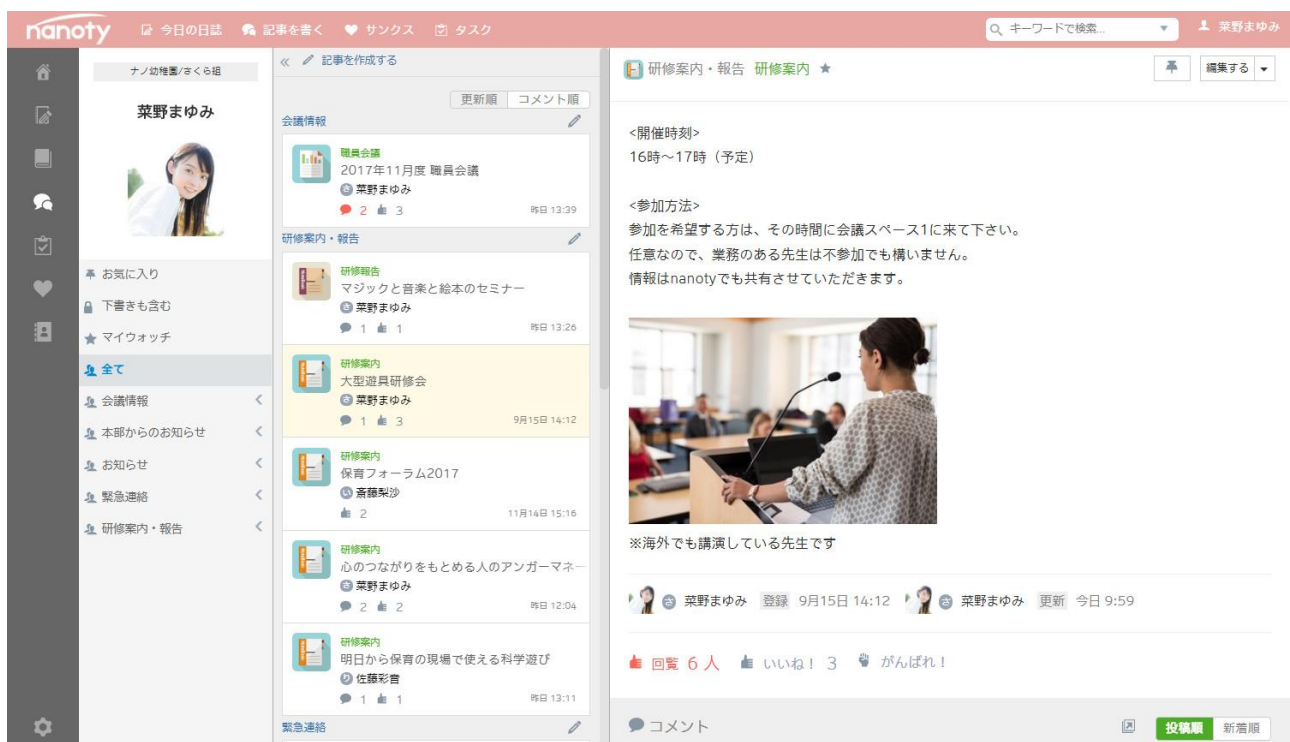 nanoty
今日の日誌
記事を書く
サンクス
タスク
キーワードで検索...
菜野まゆみ
ナノ幼稚園/さくら組
菜野まゆみ
お気に入り
下書きも含む
マイウォッチ
全て
会議情報
本部からのお知らせ
お知らせ
緊急連絡
研修案内・報告
記事を作成する
更新順 コメント順
会議情報
職員会議
2017年11月度 職員会議
さ 菜野まゆみ
2 3 昨日 13:39
研修案内・報告
研修報告
マジックと音楽と絵本のセミナー
さ 菜野まゆみ
1 1 昨日 13:26
研修案内
大型遊具研修会
さ 菜野まゆみ
1 3 9月15日 14:12
研修案内
保育フォーラム2017
い 斎藤梨沙
2 11月14日 15:16
研修案内
心のつながりをもとめる人のアンガーマネー
さ 菜野まゆみ
2 2 昨日 12:04
研修案内
明日から保育の現場で使える科学遊び
佐藤彩音
1 1 昨日 13:11
緊急連絡
研修案内・報告 研修案内
編集する
<開催時刻>
16時～17時（予定）
<参加方法>
参加を希望する方は、その時間に会議スペース1に来て下さい。
任意なので、業務のある先生は不参加でも構いません。
情報はnanotyでも共有させていただきます。
※海外でも講演している先生です
さ 菜野まゆみ 登録 9月15日 14:12 さ 菜野まゆみ 更新 今日 9:59
回覧 6 人 いいね！ 3 がんばれ！
コメント
投稿順 新着順